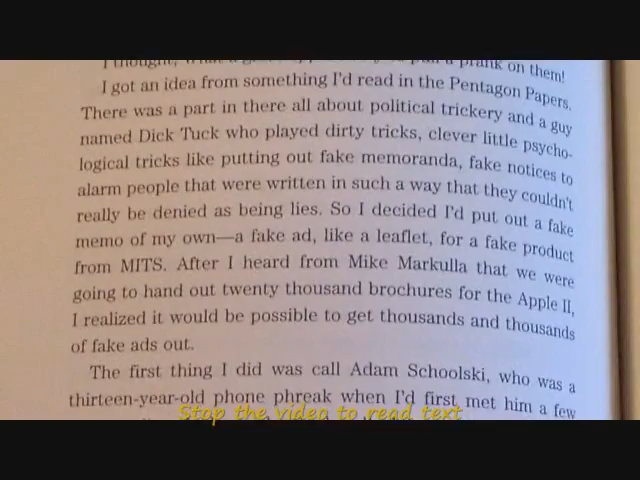 I thought, What a pull a prank on them!
I got an idea from something I'd read in the Pentagon Papers.
There was a part in there all about political trickery and a guy
named Dick Tuck who played dirty tricks, clever little psycho-
logical tricks like putting out fake memoranda, fake notices to
alarm people that were written in such a way that they couldn't
really be denied as being lies. So I decided I'd put out a fake
memo of my own—a fake ad, like a leaflet, for a fake product
from MITS. After I heard from Mike Markulla that we were
going to hand out twenty thousand brochures for the Apple II,
I realized it would be possible to get thousands and thousands
of fake ads out.
The first thing I did was call Adam Schoolski, who was a
thirteen-year-old phone phreak when I'd first met him a few
Stop the video to read text